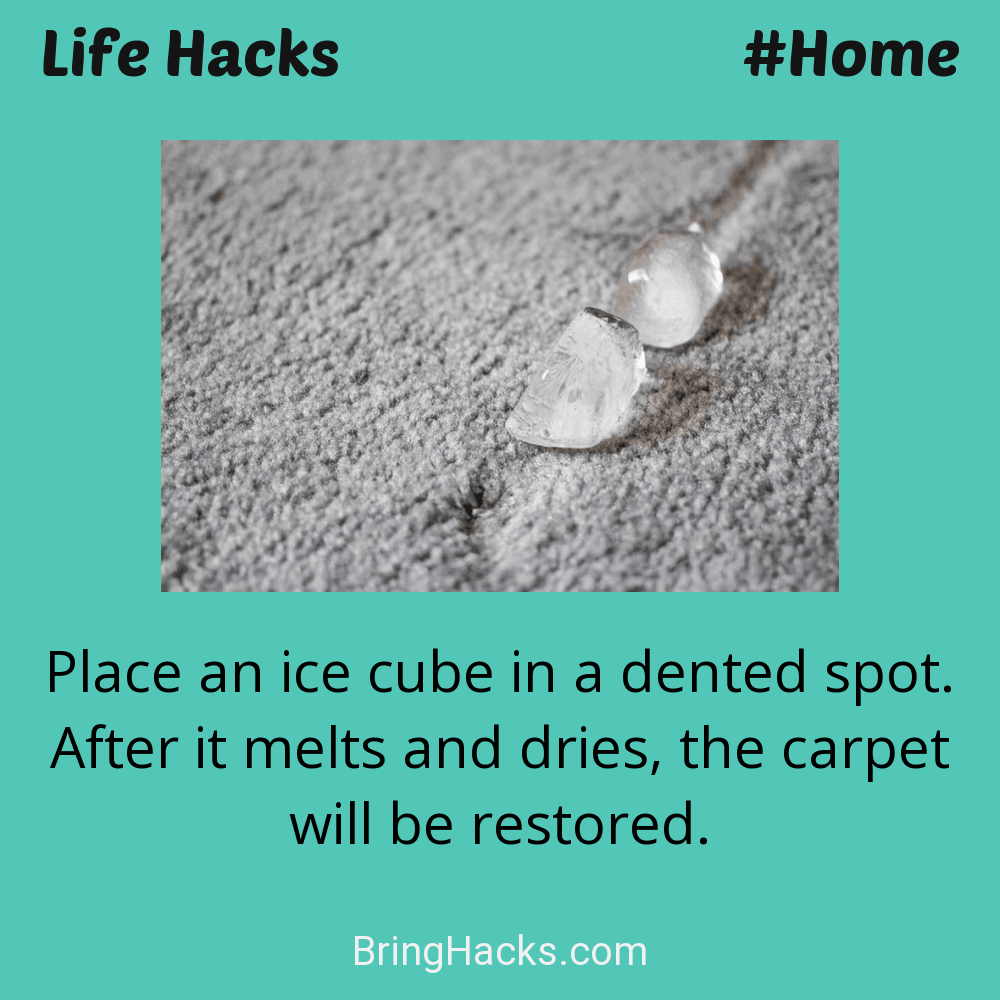 Life Hacks
#Home
Place an ice cube in a dented spot.
After it melts and dries, the carpet
will be restored.
BringHacks.com